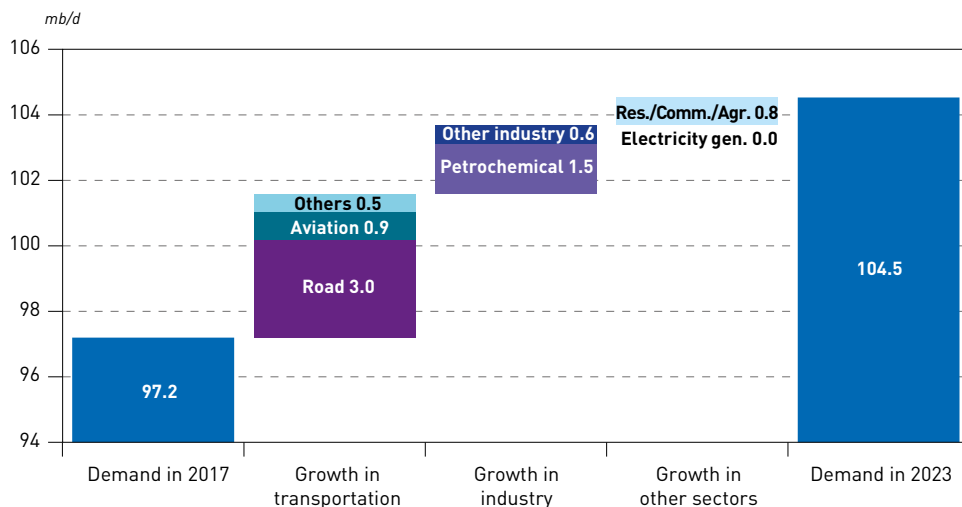 mb/d
106
104
102
100
98
96
94
97.2
Others 0.5
Aviation 0.9
Road 3.0
Other industry 0.6
Petrochemical 1.5
Res./Comm./Agr. 0.8
Electricity gen. 0.0
104.5
Demand in 2017
Growth in
transportation
Growth in
industry
Growth in
other sectors
Demand in 2023